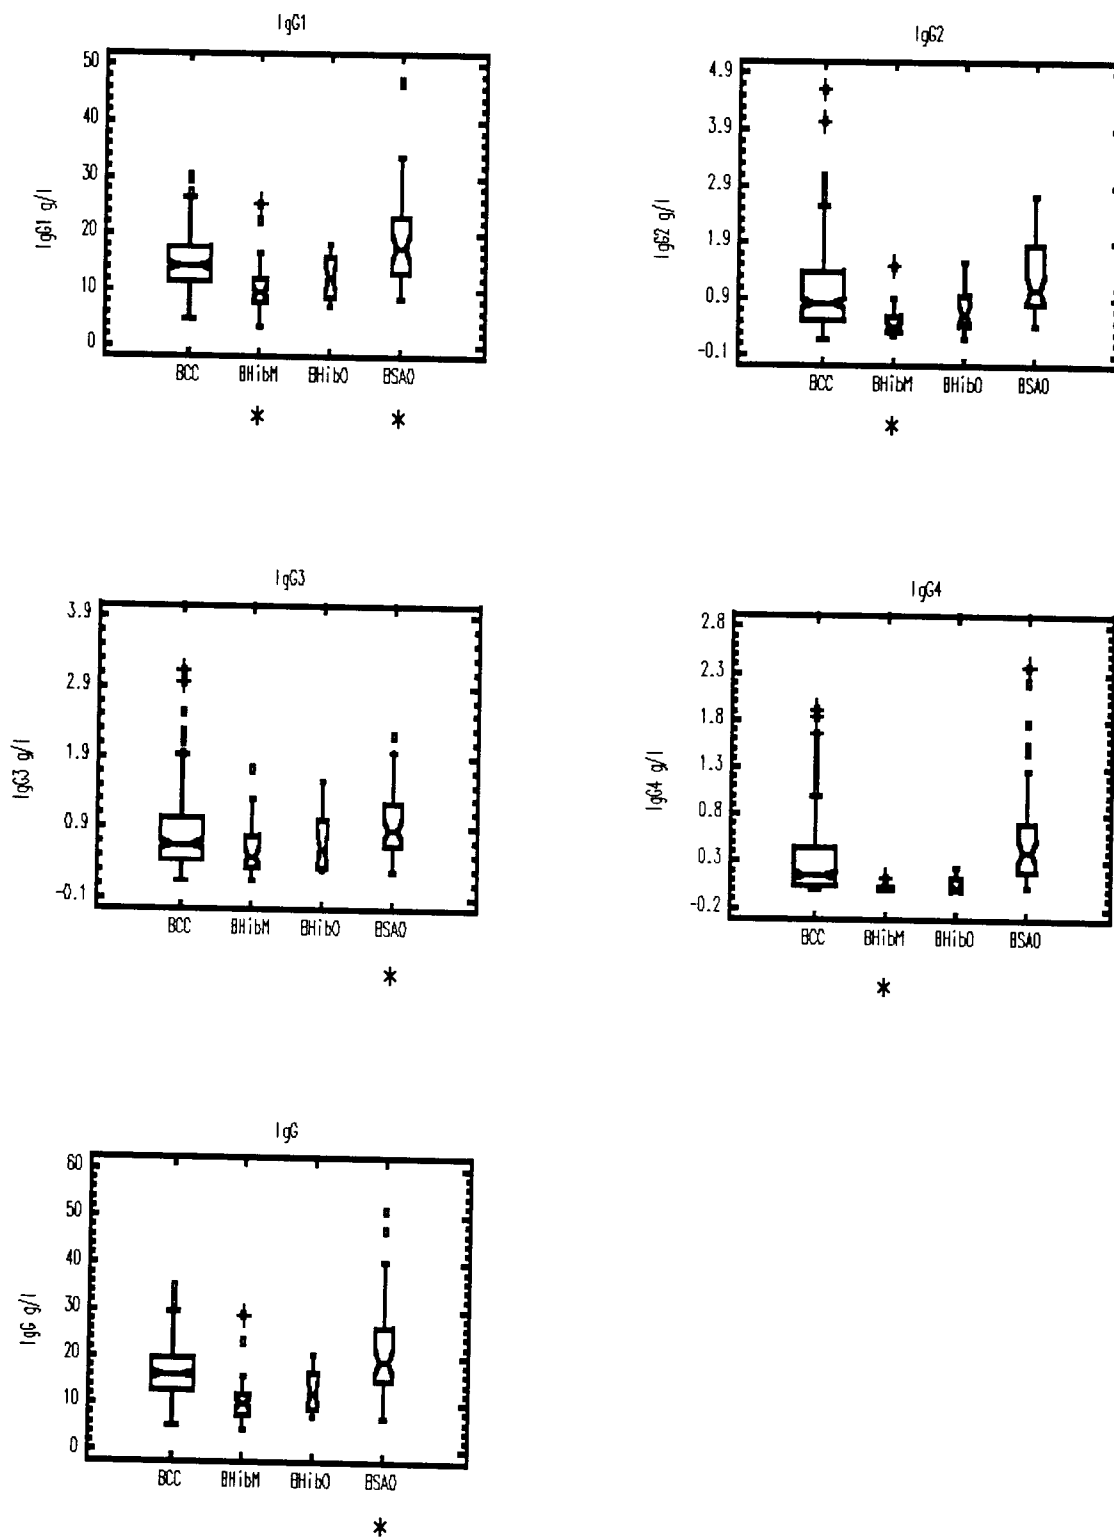 IgG1
50
40
30
20
10
0
IgG1 g/l
BCC BHibM BHibO BSAO
* *
IgG2
4.9
3.9
2.9
1.9
0.9
-0.1
IgG2 g/l
BCC BHibM BHibO BSAO
*
IgG3
3.9
2.9
1.9
0.9
-0.1
IgG3 g/l
BCC BHibM BHibO BSAO
*
IgG4
2.8
2.3
1.8
1.3
0.8
0.3
-0.2
IgG4 g/l
BCC BHibM BHibO BSAO
*
IgG
60
50
40
30
20
10
0
IgG g/l
BCC BHibM BHibO BSAO
*